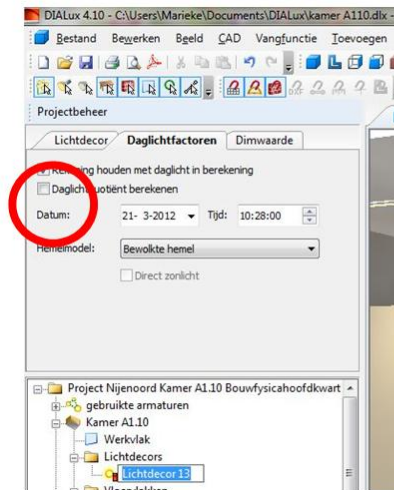 DIALux 4.10 - C:\Users\Marieke\Documents\DIALux\kamer A110.dlx -
Bestand Bewerken Beeld CAD Vangfunctie Toevoegen
Projectbeheer
Lichtdecor Daglichtfactoren Dimwaarde
houden met daglicht in berekening
berekenen
Datum: 21- 3-2012 Tijd: 10:28:00
Hemelmodel: Bewolkte hemel
Direct zonlicht
Project Nijenoord Kamer A1.10 Bouwfysicahoofdkwart
gebruikte armaturen
Kamer A1.10
Werkvlak
Lichtdecors
Lichtdecor 13